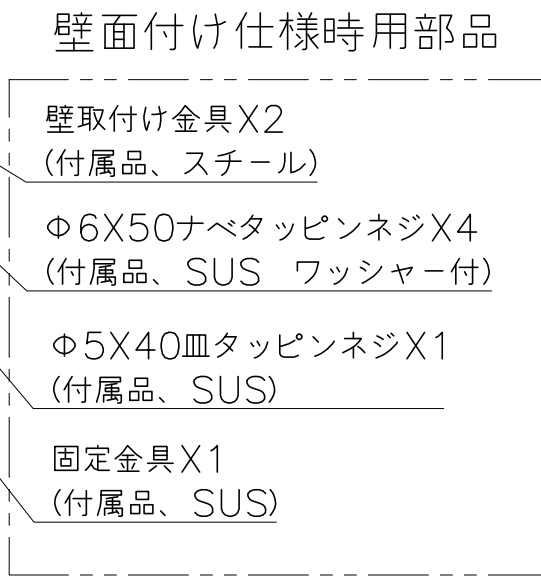 壁面付け仕様時用部品
壁取付け金具X2
(付属品、スチール)
Φ6X50ナベタッピンネジX4
(付属品、SUS ワッシャー付)
Φ5X40皿タッピンネジX1
(付属品、SUS)
固定金具X1
(付属品、SUS)